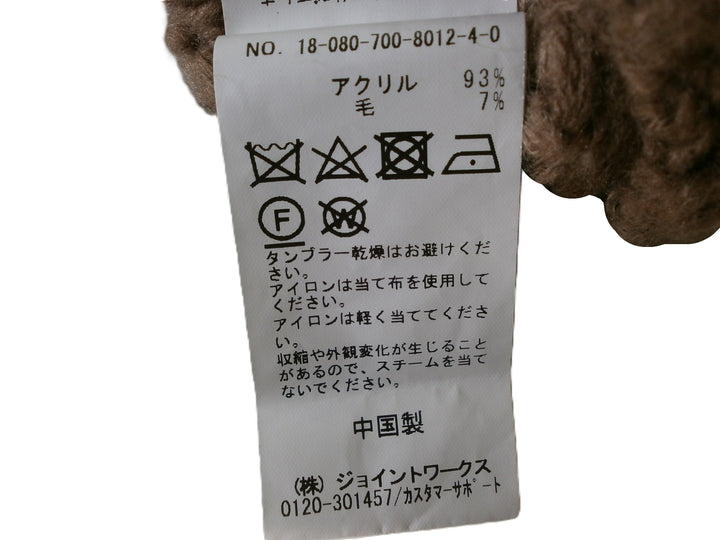 NO. 18-080-700-8012-4-0
アクリル 93%
毛 7%
F W
タンブラー乾燥はお避けくだ
さい。
アイロンは当て布を使用して
ください。
アイロンは軽く当ててくださ
い。
収縮や外観変化が生じること
があるので、スチームを当て
ないでください。
中国製
(株) ジョイントワークス
0120-301457/カスタマーサポート